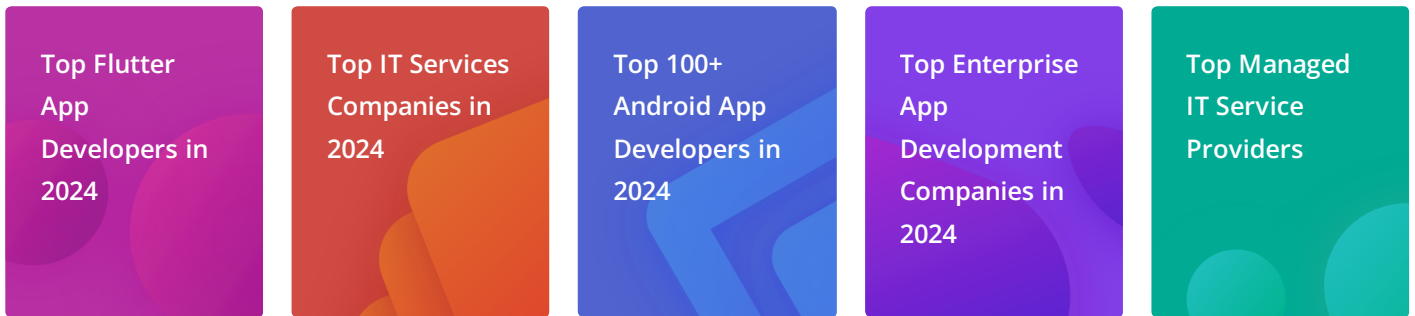 Top Flutter
App
Developers in
2024
Top IT Services
Companies in
2024
Top 100+
Android App
Developers in
2024
Top Enterprise
App
Development
Companies in
2024
Top Managed
IT Service
Providers